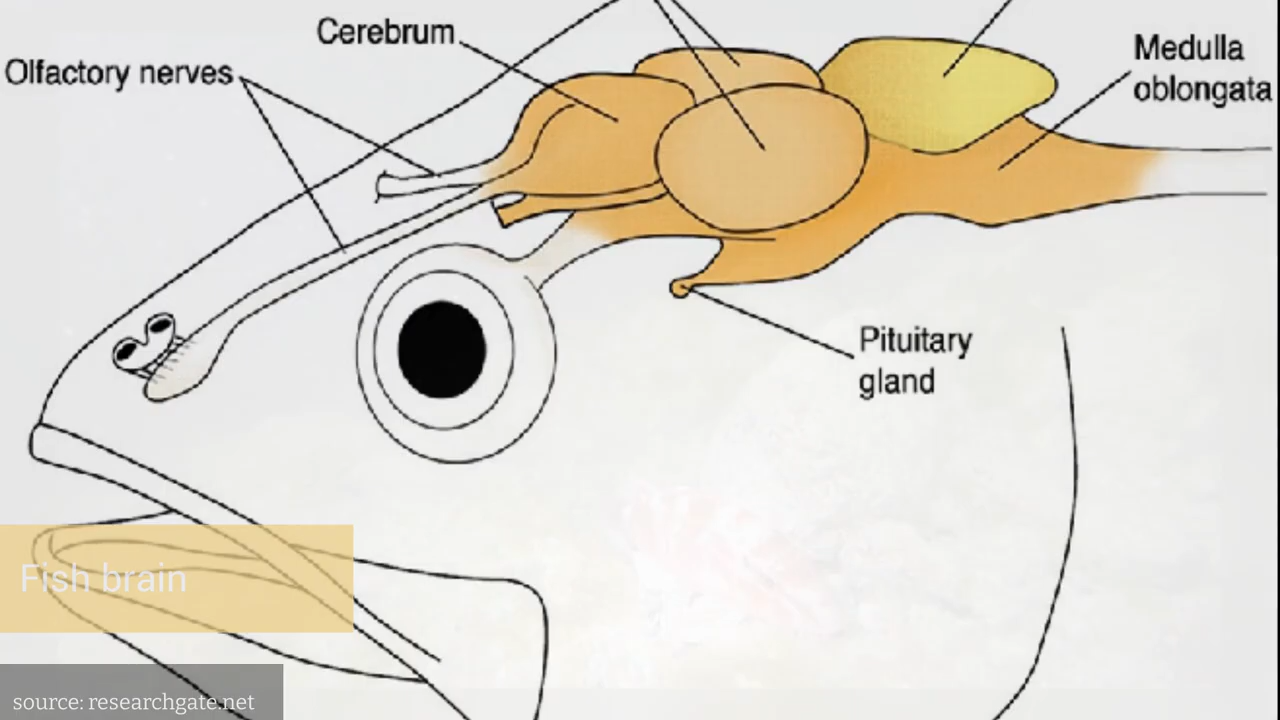 Cerebrum
Olfactory nerves
Medulla
oblongata
Pituitary
gland
Fish brain
source: researchgate.net